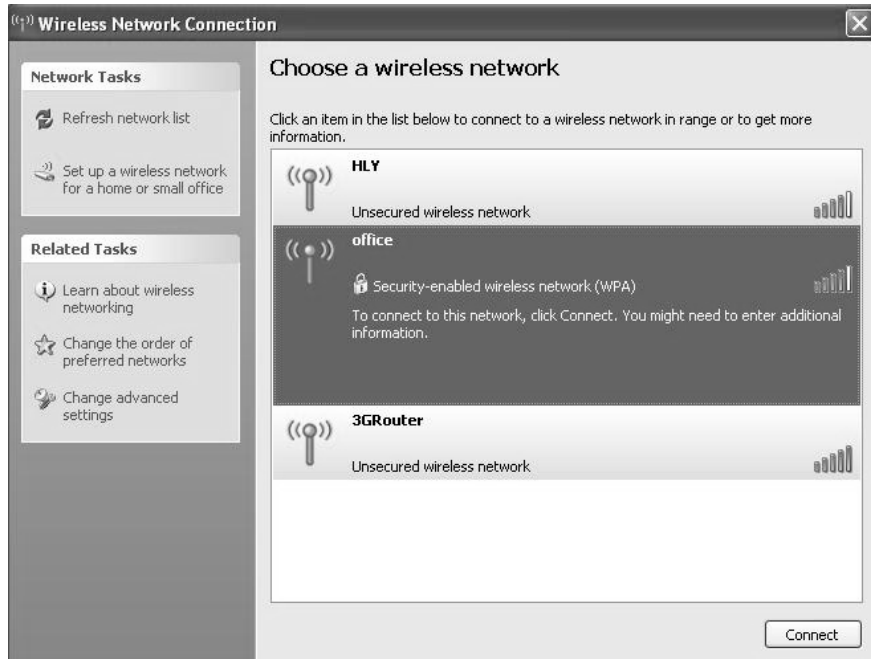 Wireless Network Connection
Network Tasks
Refresh network list
Set up a wireless network
for a home or small office
Related Tasks
Learn about wireless
networking
Change the order of
preferred networks
Change advanced
settings
Choose a wireless network
Click an item in the list below to connect to a wireless network in range or to get more
information.
HLY
Unsecured wireless network
office
Security-enabled wireless network (WPA)
To connect to this network, click Connect. You might need to enter additional
information.
3GRouter
Unsecured wireless network
Connect